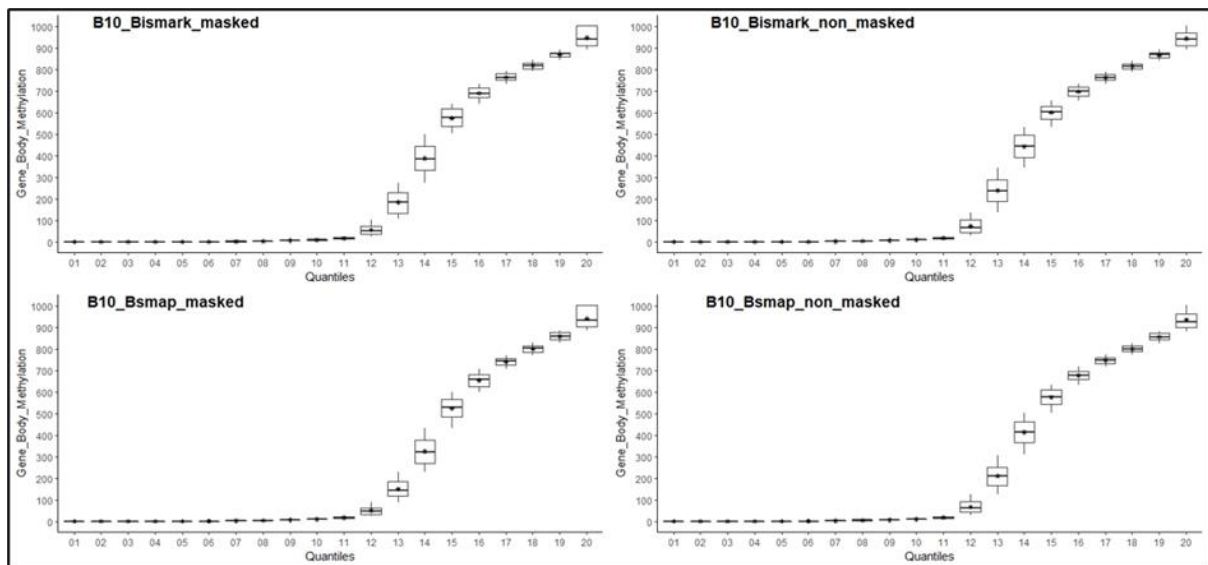 B10_Bismark_masked
Gene_Body_Methylation
1000
900
800
700
600
500
400
300
200
100
0
01 02 03 04 05 06 07 08 09 10 11 12 13 14 15 16 17 18 19 20
Quantiles
B10_Bismark_non_masked
Gene_Body_Methylation
1000
900
800
700
600
500
400
300
200
100
0
01 02 03 04 05 06 07 08 09 10 11 12 13 14 15 16 17 18 19 20
Quantiles
B10_Bsmap_masked
Gene_Body_Methylation
1000
900
800
700
600
500
400
300
200
100
0
01 02 03 04 05 06 07 08 09 10 11 12 13 14 15 16 17 18 19 20
Quantiles
B10_Bsmap_non_masked
Gene_Body_Methylation
1000
900
800
700
600
500
400
300
200
100
0
01 02 03 04 05 06 07 08 09 10 11 12 13 14 15 16 17 18 19 20
Quantiles